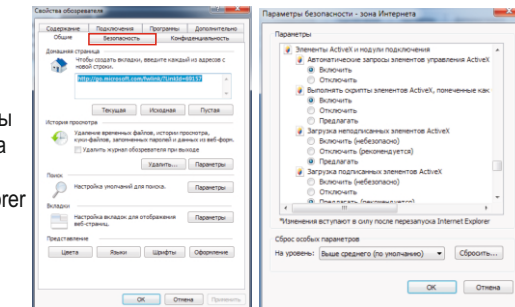 ы
а
orer
Свойства обозревателя
Содержание Подключения Программы Дополнительно
Общие Безопасность Конфиденциальность
Домашняя страница
Чтобы создать вкладки, введите каждый из адресов с
новой строки.
http://go.microsoft.com/fwlink/?LinkId=69157
Текущая Исходная Пустая
История просмотра
Удаление временных файлов, истории просмотра,
куки-файлов, сохраненных паролей и данных из веб-форм.
Удалить журнал обозревателя при выходе
Удалить... Параметры
Поиск
Настройка умолчаний для поиска. Параметры
Вкладки
Настройка вкладок для отображения
веб-страниц. Параметры
Представление
Цвета Языки Шрифты Оформление
ОК Отмена Применить
Параметры безопасности - зона Интернета
Параметры
Элементы ActiveX и модули подключения
Автоматические запросы элементов управления ActiveX
Включить
Отключить
Выполнять скрипты элементов ActiveX, помеченные как
Включить
Отключить
Предлагать
Загрузка неподписанных элементов ActiveX
Включить (небезопасно)
Отключить (рекомендуется)
Предлагать
Загрузка подписанных элементов ActiveX
Включить (небезопасно)
Отключить
Предлагать (рекомендуется)
*Изменения вступают в силу после перезапуска Internet Explorer
Сброс особых параметров
На уровень: Выше среднего (по умолчанию) Сбросить...
ОК Отмена